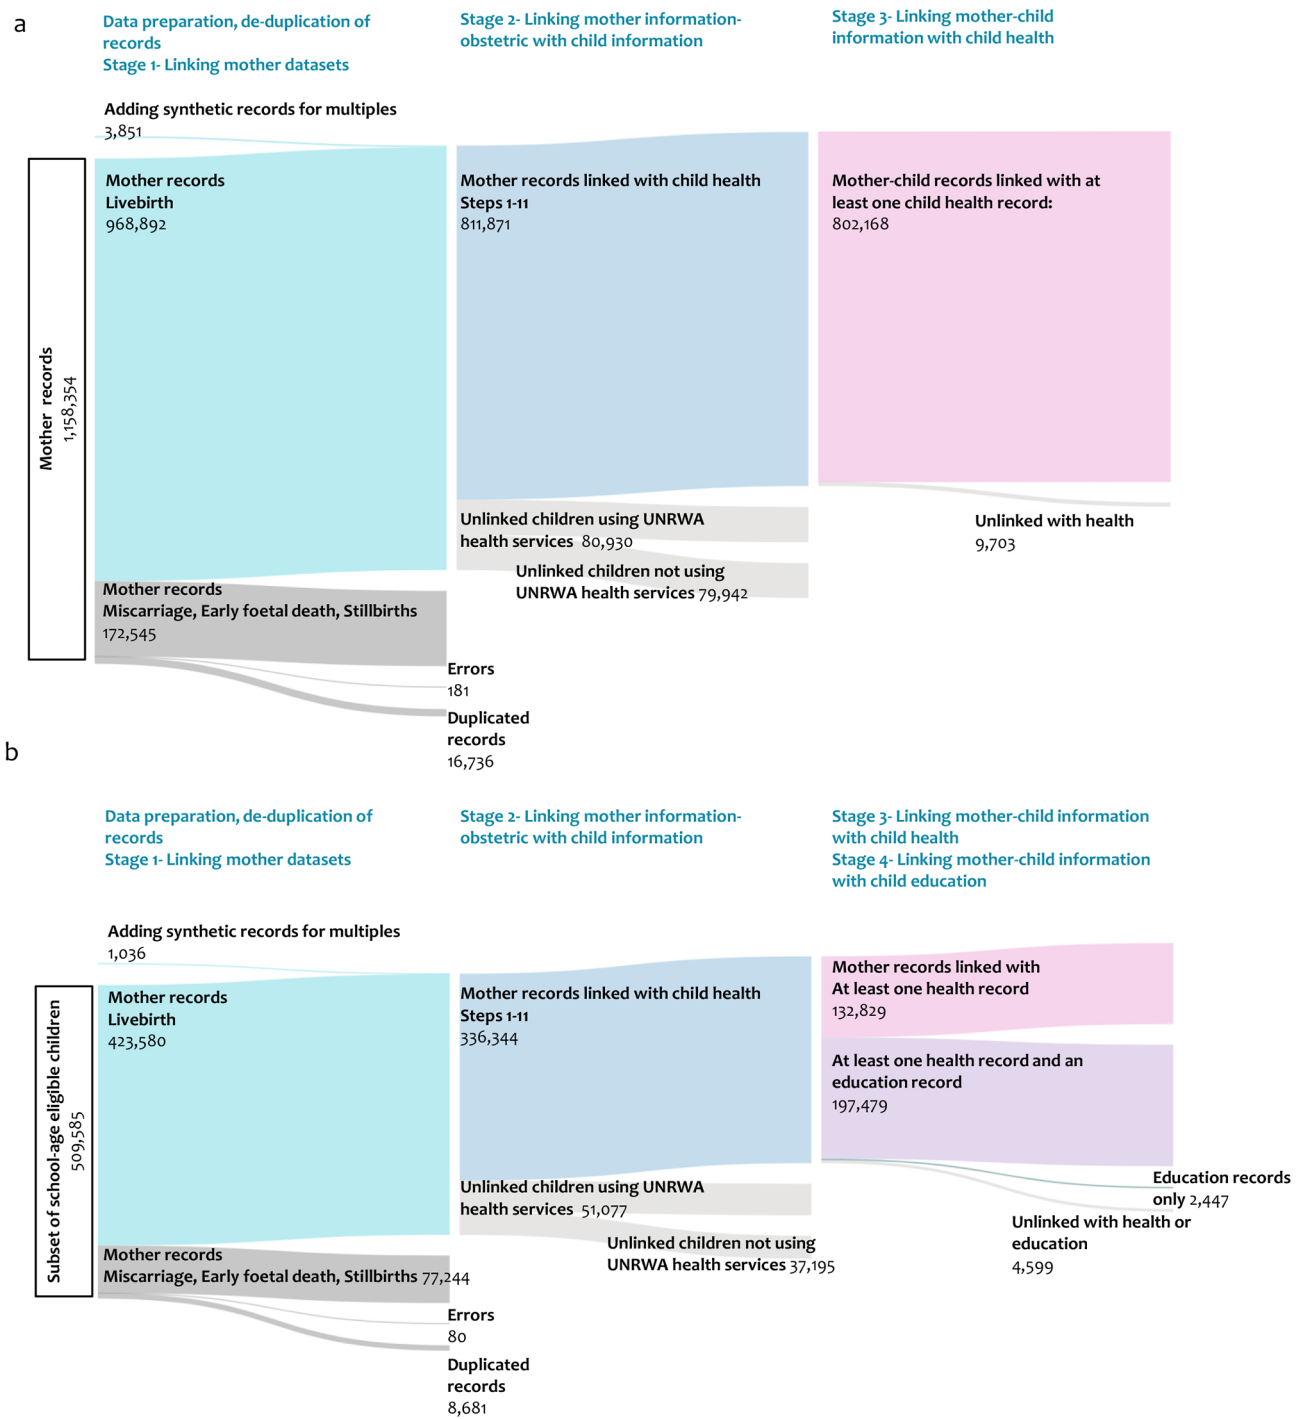 a
Data preparation, de-duplication of
records
Stage 1- Linking mother datasets
Stage 2- Linking mother information-
obstetric with child information
Stage 3- Linking mother-child
information with child health
Adding synthetic records for multiples
3,851
Mother records
1,158,354
Mother records
Livebirth
968,892
Mother records linked with child health
Steps 1-11
811,871
Mother-child records linked with at
least one child health record:
802,168
Unlinked children using UNRWA
health services 80,930
Unlinked children not using
UNRWA health services 79,942
Unlinked with health
9,703
Mother records
Miscarriage, Early foetal death, Stillbirths
172,545
Errors
181
Duplicated
records
16,736
b
Data preparation, de-duplication of
records
Stage 1- Linking mother datasets
Stage 2- Linking mother information-
obstetric with child information
Stage 3- Linking mother-child information
with child health
Stage 4- Linking mother-child information
with child education
Adding synthetic records for multiples
1,036
Subset of school-age eligible children
509,585
Mother records
Livebirth
423,580
Mother records linked with child health
Steps 1-11
336,344
Mother records linked with
At least one health record
132,829
At least one health record and an
education record
197,479
Unlinked children using UNRWA
health services 51,077
Unlinked children not using
UNRWA health services 37,195
Education records
only 2,447
Unlinked with health or
education
4,599
Mother records
Miscarriage, Early foetal death, Stillbirths 77,244
Errors
80
Duplicated
records
8,681